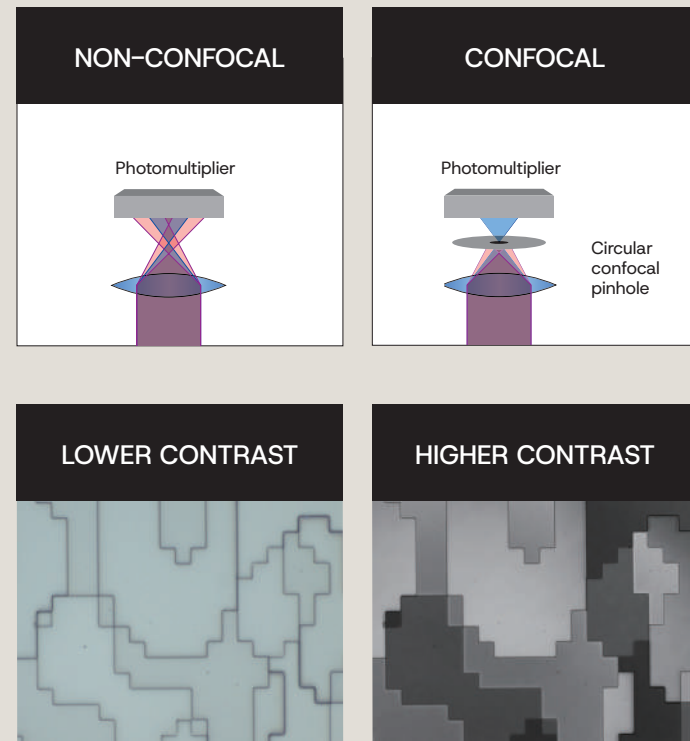 NON-CONFOCAL
CONFOCAL
Photomultiplier
Photomultiplier
Circular
confocal
pinhole
LOWER CONTRAST
HIGHER CONTRAST